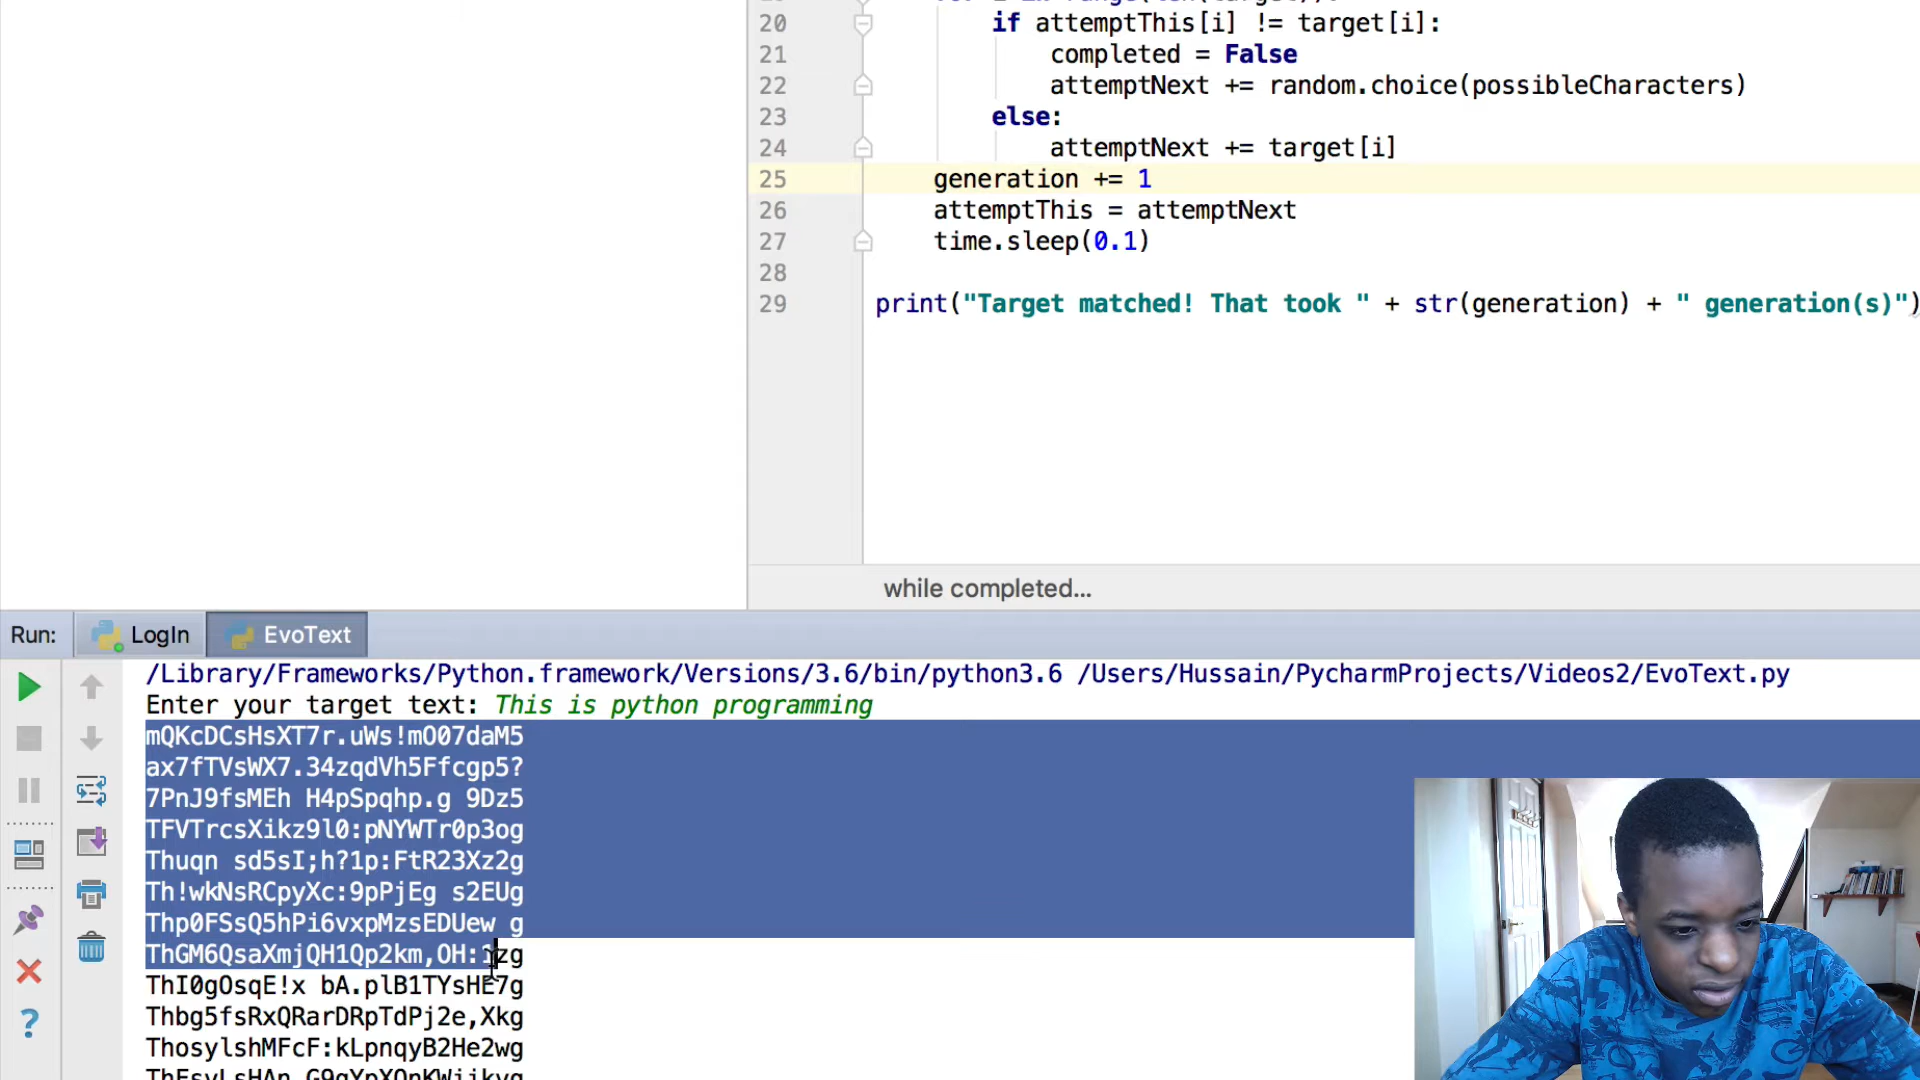 20 if attemptThis[i] != target[i]:
21 completed = False
22 attemptNext += random.choice(possibleCharacters)
23 else:
24 attemptNext += target[i]
25 generation += 1
26 attemptThis = attemptNext
27 time.sleep(0.1)
28
29 print("Target matched! That took " + str(generation) + " generation(s)")
while completed...
Run: LogIn EvoText
/Library/Frameworks/Python.framework/Versions/3.6/bin/python3.6 /Users/Hussain/PycharmProjects/Videos2/EvoText.py
Enter your target text: This is python programming
mQKcDCsHsXT7r.uWs!mO07daM5
ax7fTVsWX7.34zqdVh5Ffcgp5?
7PnJ9fsMEh H4pSpqhp.g 9Dz5
TFVTrcsXikz9l0:pNYWTr0p3og
Thuqn sd5sI;h?1p:FtR23Xz2g
Th!wkNsRCpyXc:9pPjEg s2EUg
Thp0FSsQ5hPi6vxpMzsEDUew g
ThGM6QsaXmjQH1Qp2km,OH:1zg
ThI0gOsqE!x bA.plB1TYsHE7g
Thbg5fsRxQRarDRpTdPj2e,Xkg
ThosylshMFcF:kLpnqyB2He2wg